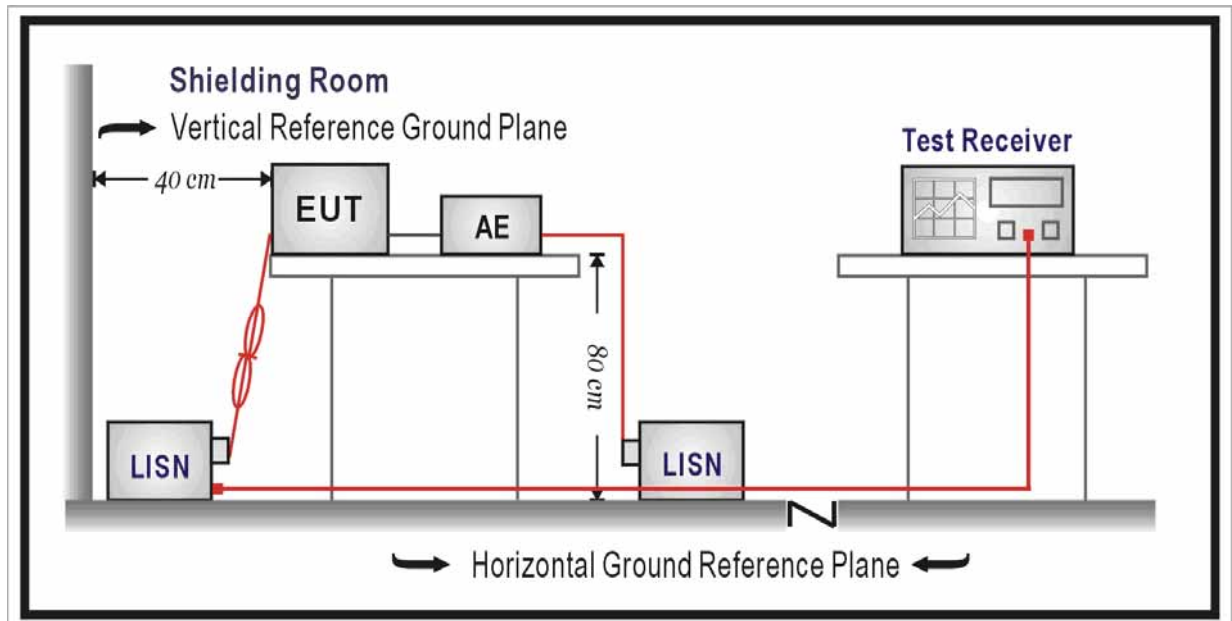 Shielding Room
Vertical Reference Ground Plane
Test Receiver
40 cm
EUT
AE
80 cm
LISN
LISN
Horizontal Ground Reference Plane